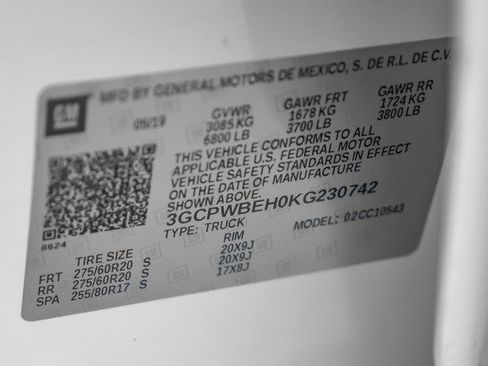 MFD BY GENERAL MOTORS DE MEXICO, S. DE R.L. DE C.V.
GM
06/19
GVWR GAWR FRT GAWR RR
3085 KG 1678 KG 1724 KG
6800 LB 3700 LB 3800 LB
THIS VEHICLE CONFORMS TO ALL
APPLICABLE U.S. FEDERAL MOTOR
VEHICLE SAFETY STANDARDS IN EFFECT
ON THE DATE OF MANUFACTURE
SHOWN ABOVE.
3GCPWBEH0KG230742
TYPE: TRUCK MODEL: 02CC10543
8624
TIRE SIZE RIM
FRT 275/60R20 S 20X9J
RR 275/60R20 S 20X9J
SPA 255/80R17 S 17X8J